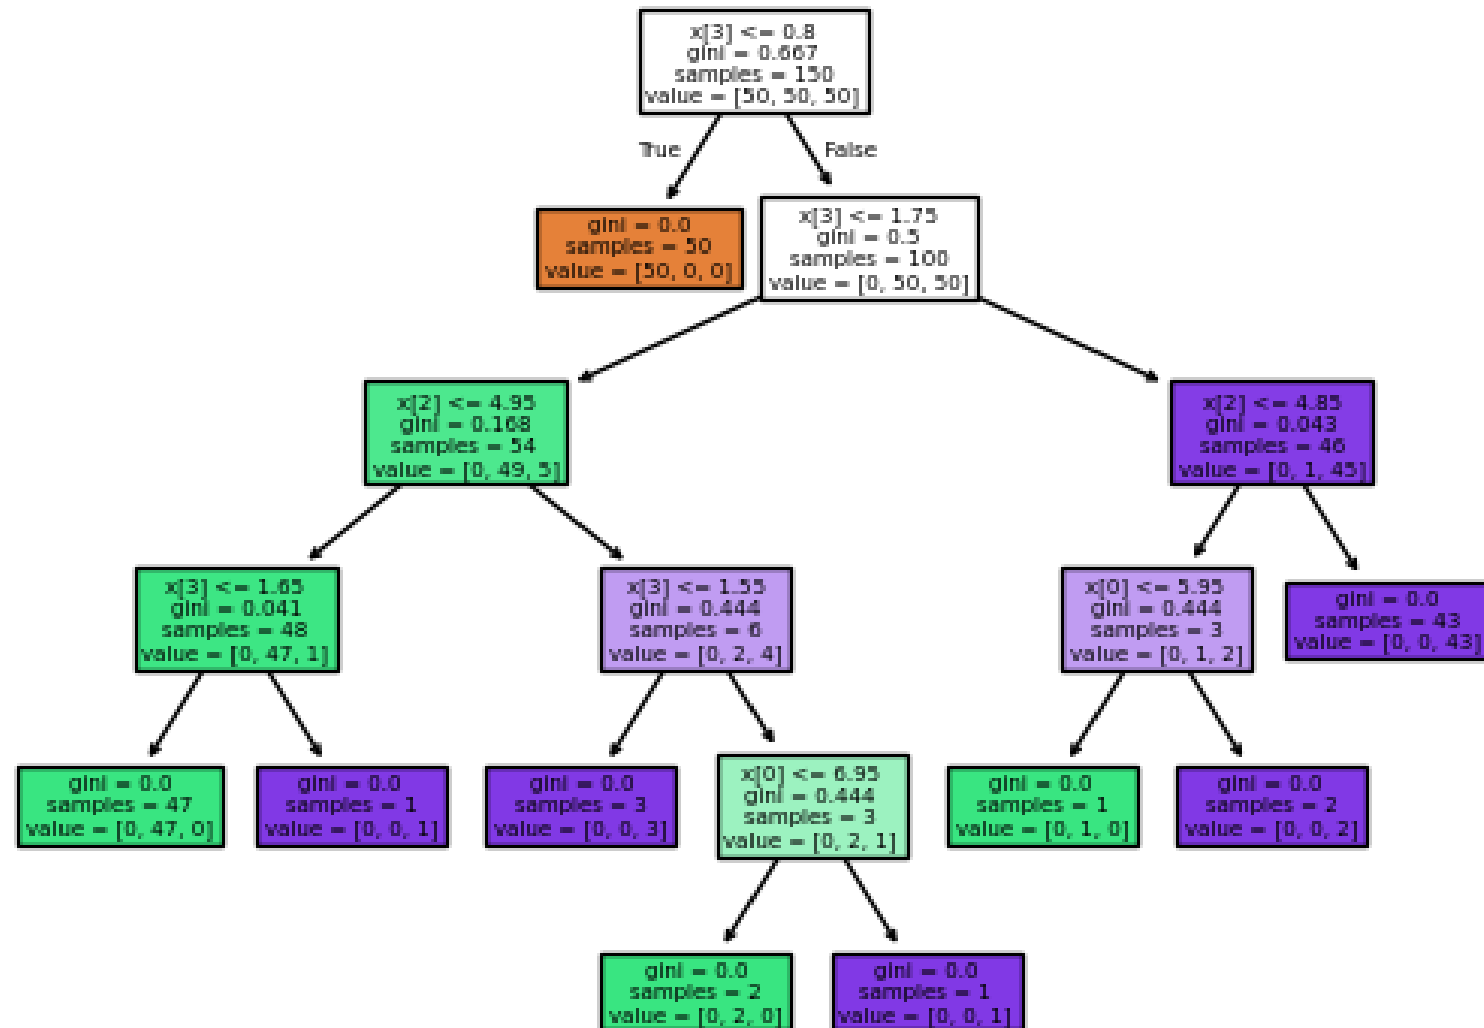 x[3] <= 0.8
gini = 0.667
samples = 150
value = [50, 50, 50]
True
False
gini = 0.0
samples = 50
value = [50, 0, 0]
x[3] <= 1.75
gini = 0.5
samples = 100
value = [0, 50, 50]
x[2] <= 4.95
gini = 0.168
samples = 54
value = [0, 49, 5]
x[2] <= 4.85
gini = 0.043
samples = 46
value = [0, 1, 45]
x[3] <= 1.65
gini = 0.041
samples = 48
value = [0, 47, 1]
x[3] <= 1.55
gini = 0.444
samples = 6
value = [0, 2, 4]
x[0] <= 5.95
gini = 0.444
samples = 3
value = [0, 1, 2]
gini = 0.0
samples = 43
value = [0, 0, 43]
gini = 0.0
samples = 47
value = [0, 47, 0]
gini = 0.0
samples = 1
value = [0, 0, 1]
gini = 0.0
samples = 3
value = [0, 0, 3]
x[0] <= 6.95
gini = 0.444
samples = 3
value = [0, 2, 1]
gini = 0.0
samples = 1
value = [0, 1, 0]
gini = 0.0
samples = 2
value = [0, 0, 2]
gini = 0.0
samples = 2
value = [0, 2, 0]
gini = 0.0
samples = 1
value = [0, 0, 1]